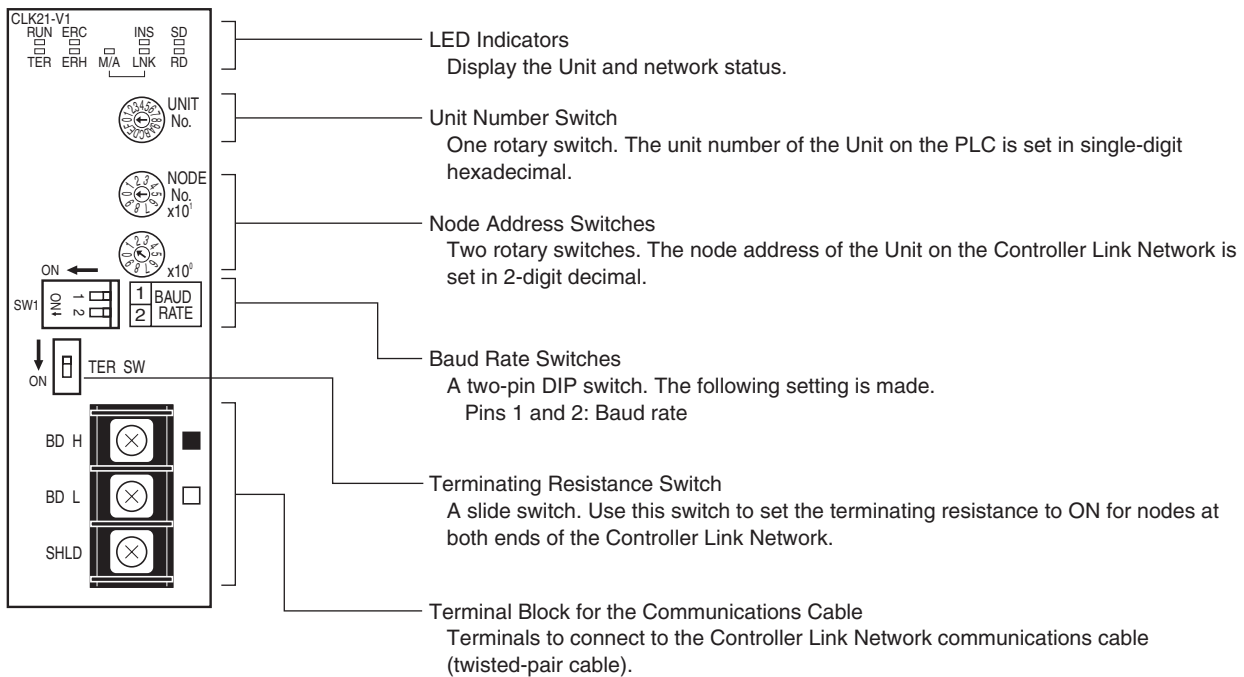 CLK21-V1
RUN ERC INS SD
TER ERH M/A LNK RD
UNIT
No.
NODE
No.
x10¹
x10⁰
ON
SW1
ON
1
2
1 BAUD
2 RATE
ON
TER SW
BD H
BD L
SHLD
LED Indicators
Display the Unit and network status.
Unit Number Switch
One rotary switch. The unit number of the Unit on the PLC is set in single-digit
hexadecimal.
Node Address Switches
Two rotary switches. The node address of the Unit on the Controller Link Network is
set in 2-digit decimal.
Baud Rate Switches
A two-pin DIP switch. The following setting is made.
Pins 1 and 2: Baud rate
Terminating Resistance Switch
A slide switch. Use this switch to set the terminating resistance to ON for nodes at
both ends of the Controller Link Network.
Terminal Block for the Communications Cable
Terminals to connect to the Controller Link Network communications cable
(twisted-pair cable).